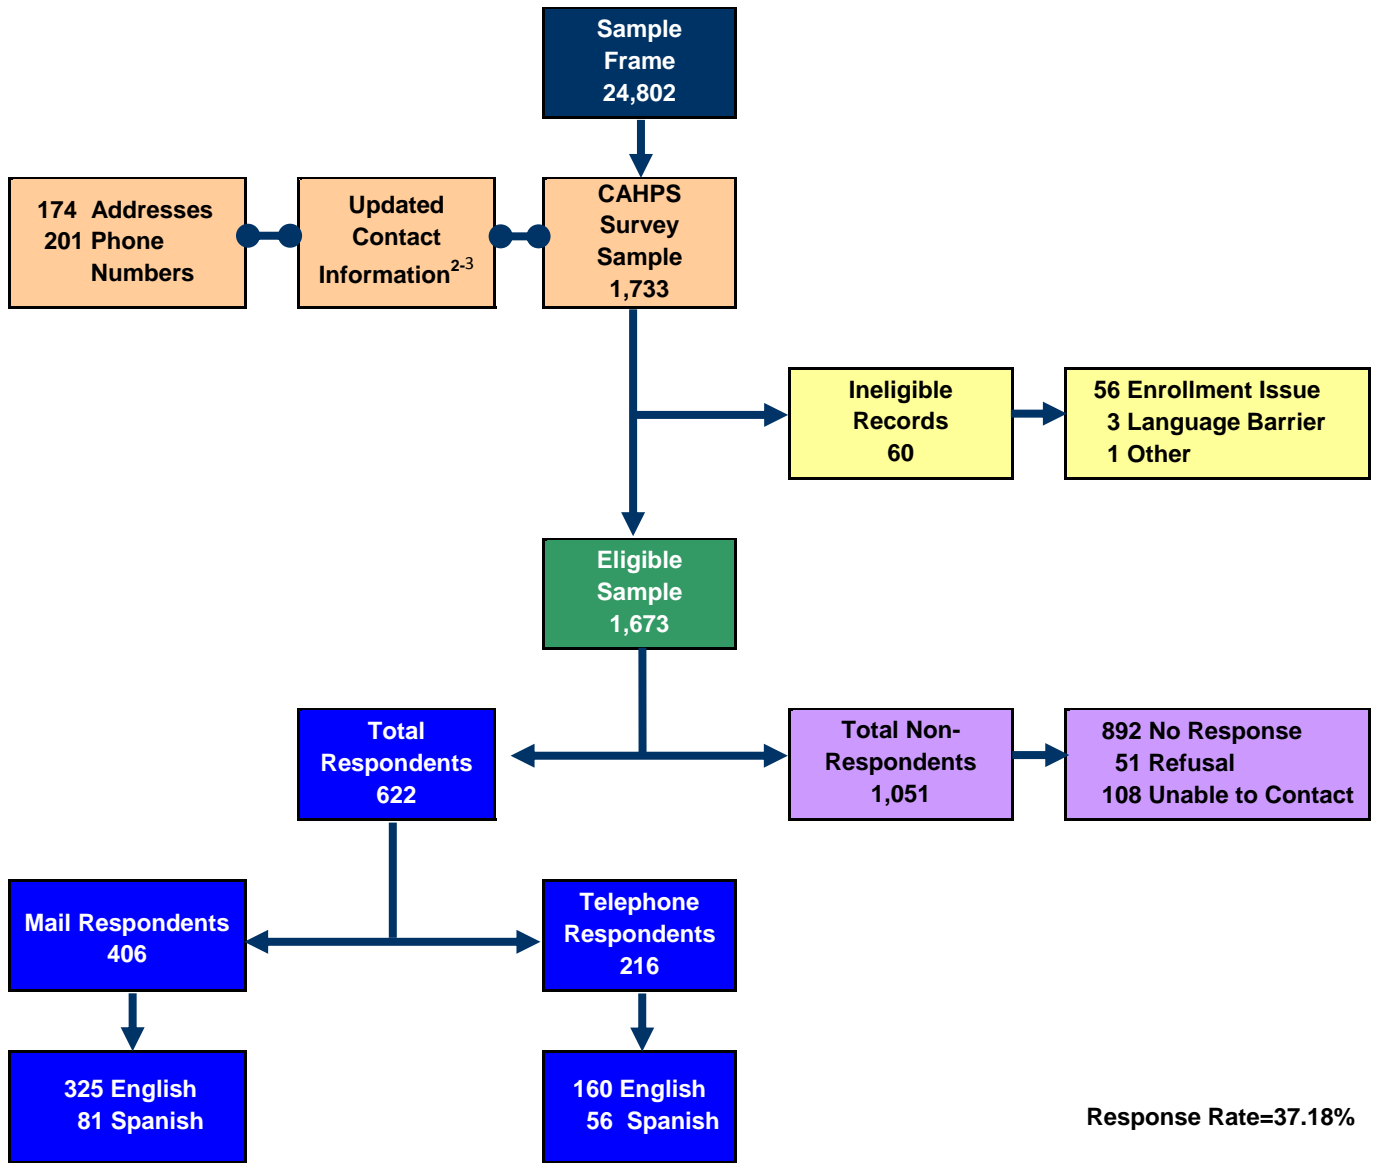 Sample
Frame
24,802
174 Addresses
201 Phone
Numbers
Updated
Contact
Information2-3
CAHPS
Survey
Sample
1,733
Ineligible
Records
60
56 Enrollment Issue
3 Language Barrier
1 Other
Eligible
Sample
1,673
Total
Respondents
622
Total Non-
Respondents
1,051
892 No Response
51 Refusal
108 Unable to Contact
Mail Respondents
406
Telephone
Respondents
216
325 English
81 Spanish
160 English
56 Spanish
Response Rate=37.18%